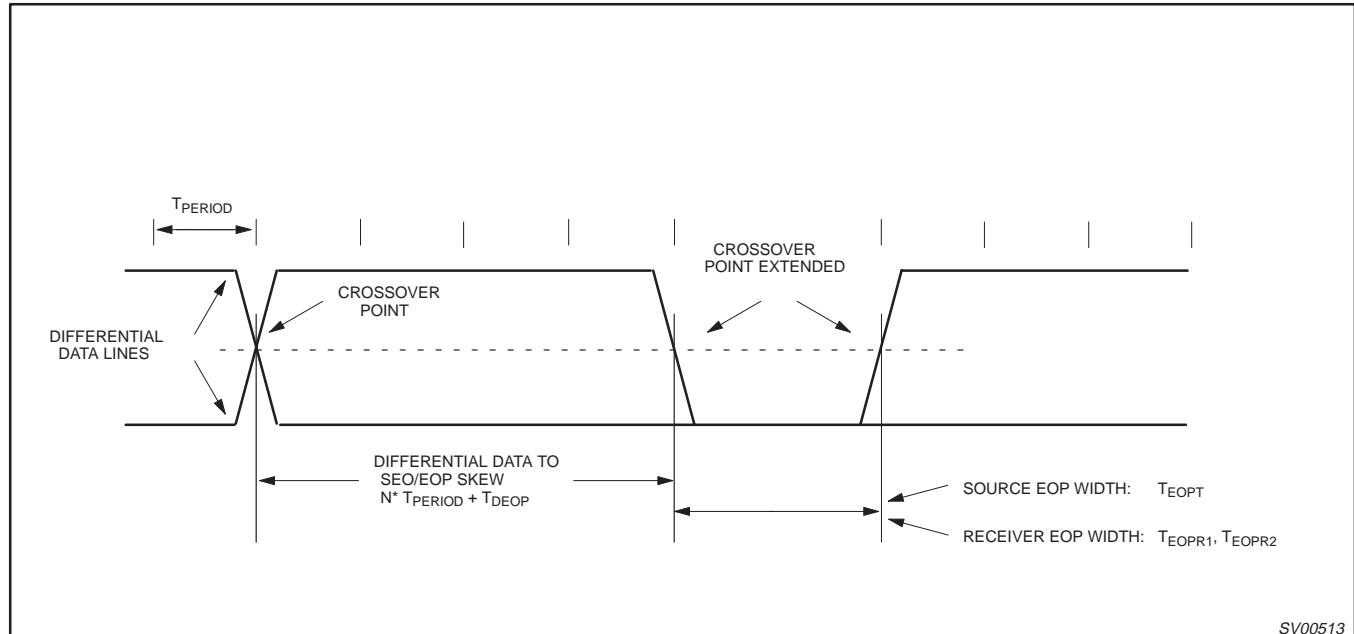 TPERIOD
CROSSOVER
POINT EXTENDED
CROSSOVER
POINT
DIFFERENTIAL
DATA LINES
DIFFERENTIAL DATA TO
SEO/EOP SKEW
N* TPERIOD + TDEOP
SOURCE EOP WIDTH: TEOPT
RECEIVER EOP WIDTH: TEOPR1, TEOPR2
SV00513